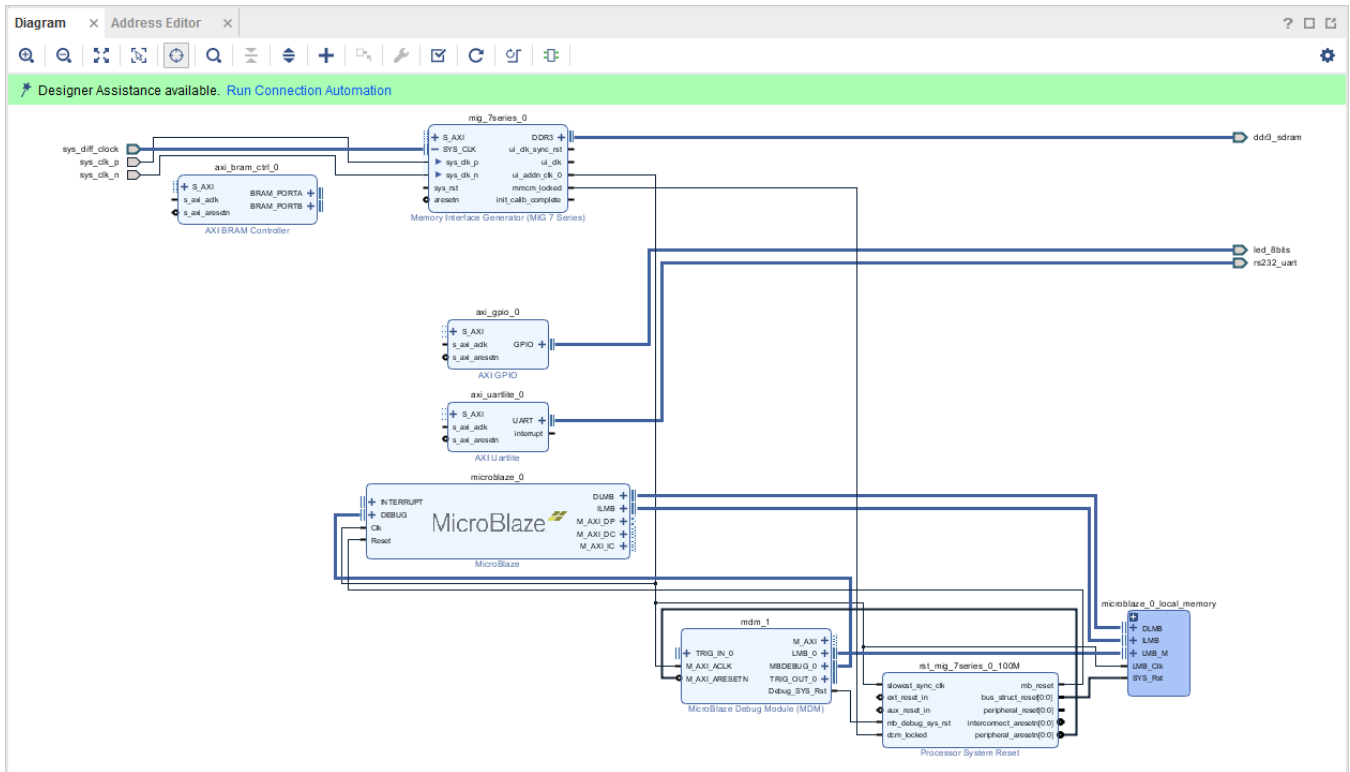 Diagram × Address Editor ×
? 
Designer Assistance available. Run Connection Automation
mig_7series_0
S_AXI DDR3
SYS_CLK ui_clk_sync_rst
sys_clk_p ui_clk
sys_clk_n ui_addn_clk_0
sys_rst mmcm_locked
aresetn init_calib_complete
Memory Interface Generator (MIG 7 Series)
sys_diff_clock
sys_clk_p
sys_clk_n
axi_bram_ctrl_0
S_AXI BRAM_PORTA
s_axi_aclk BRAM_PORTB
s_axi_aresetn
AXI BRAM Controller
ddr3_sdram
led_8bits
rs232_uart
axi_gpio_0
S_AXI
s_axi_aclk GPIO
s_axi_aresetn
AXI GPIO
axi_uartlite_0
S_AXI UART
s_axi_aclk interrupt
s_axi_aresetn
AXI Uartlite
microblaze_0
INTERRUPT DLMB
DEBUG ILMB
Clk M_AXI_DP
Reset M_AXI_DC
M_AXI_IC
MicroBlaze
MicroBlaze
microblaze_0_local_memory
DLMB
ILMB
LMB_M
LMB_Clk
SYS_Rst
mdm_1
M_AXI
TRIG_IN_0 LMB_0
M_AXI_ACLK MBDEBUG_0
M_AXI_ARESETN TRIG_OUT_0
Debug_SYS_Rst
MicroBlaze Debug Module (MDM)
rst_mig_7series_0_100M
slowest_sync_clk mb_reset
ext_reset_in bus_struct_reset[0:0]
aux_reset_in peripheral_reset[0:0]
mb_debug_sys_rst interconnect_aresetn[0:0]
dcm_locked peripheral_aresetn[0:0]
Processor System Reset